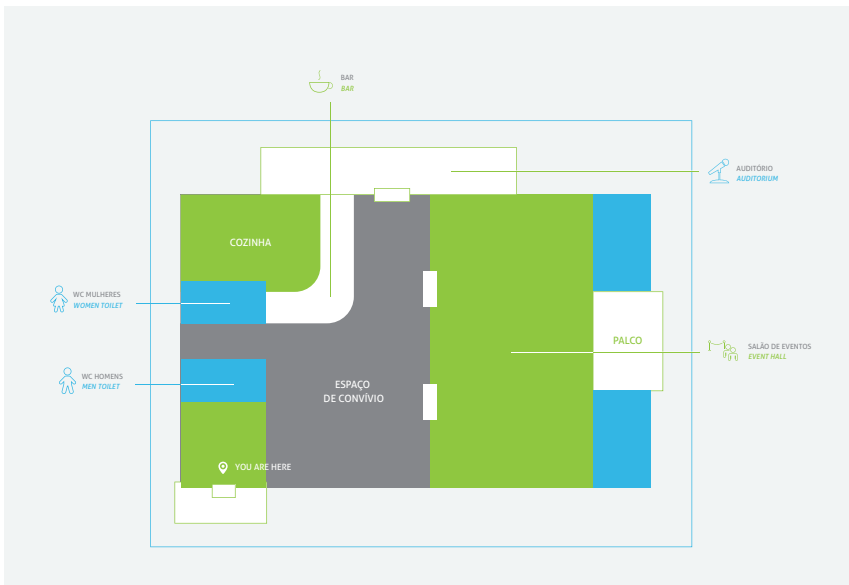 BAR
BAR
AUDITÓRIO
AUDITORIUM
COZINHA
WC MULHERES
WOMEN TOILET
PALCO
SALÃO DE EVENTOS
EVENT HALL
WC HOMENS
MEN TOILET
ESPAÇO
DE CONVÍVIO
YOU ARE HERE